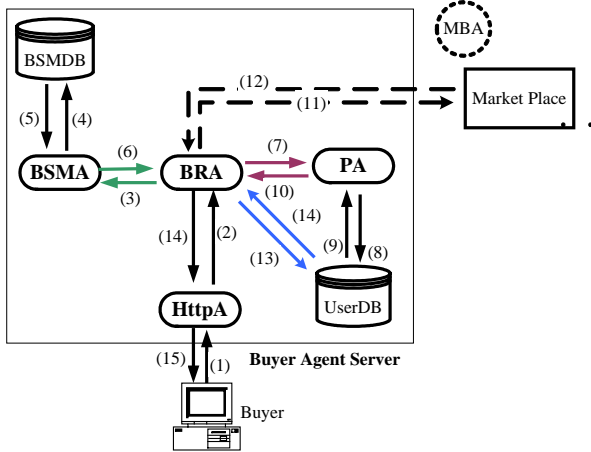 MBA
BSMDB
(12)
(11)
Market Place
(5)
(4)
(6)
(7)
BSMA
BRA
PA
(3)
(10)
(14)
(2)
(14)
(9)
(8)
(13)
HttpA
UserDB
(15)
(1)
Buyer Agent Server
Buyer